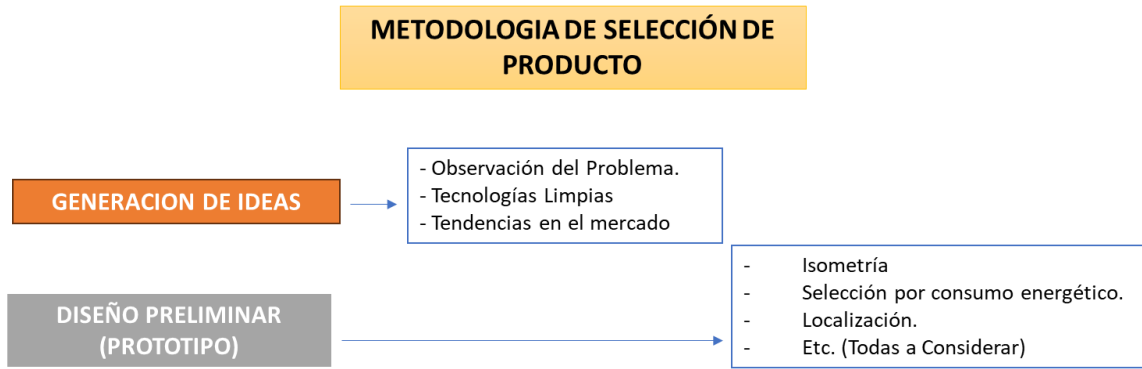 METODOLOGIA DE SELECCIÓN DE
PRODUCTO
GENERACION DE IDEAS
- Observación del Problema.
- Tecnologías Limpias
- Tendencias en el mercado
DISEÑO PRELIMINAR
(PROTOTIPO)
- Isometría
- Selección por consumo energético.
- Localización.
- Etc. (Todas a Considerar)